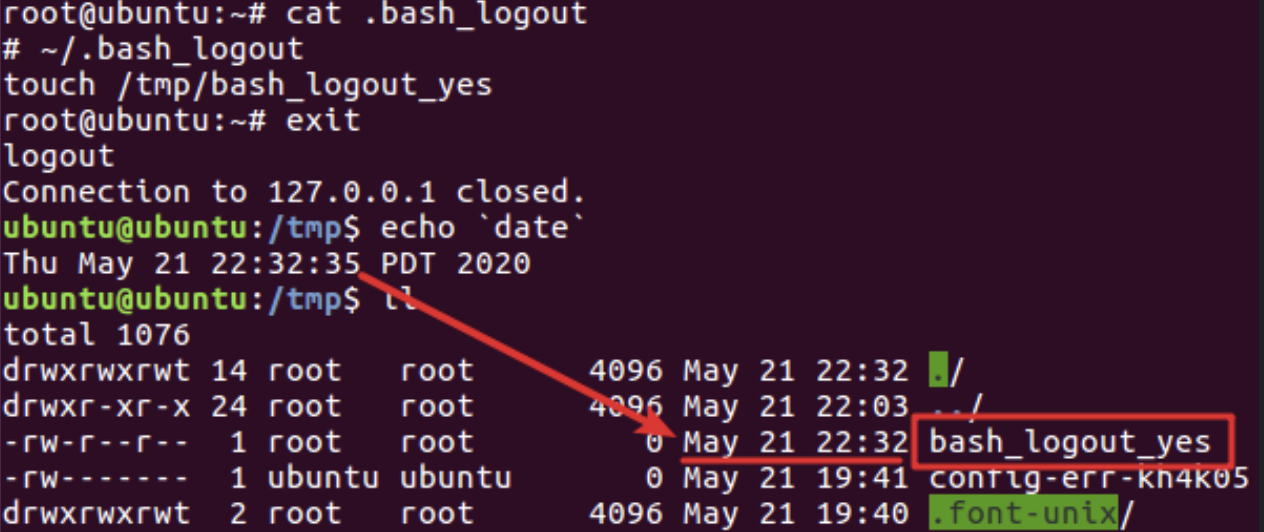 root@ubuntu:~# cat .bash_logout
# ~/.bash_logout
touch /tmp/bash_logout_yes
root@ubuntu:~# exit
logout
Connection to 127.0.0.1 closed.
ubuntu@ubuntu:/tmp$ echo `date`
Thu May 21 22:32:35 PDT 2020
ubuntu@ubuntu:/tmp$ ll
total 1076
drwxrwxrwt 14 root   root      4096 May 21 22:32 ./
drwxr-xr-x 24 root   root      4096 May 21 22:03 ../
-rw-r--r--  1 root   root         0 May 21 22:32 bash_logout_yes
-rw-------  1 ubuntu ubuntu       0 May 21 19:41 config-err-kh4k05
drwxrwxrwt  2 root   root      4096 May 21 19:40 .font-unix/